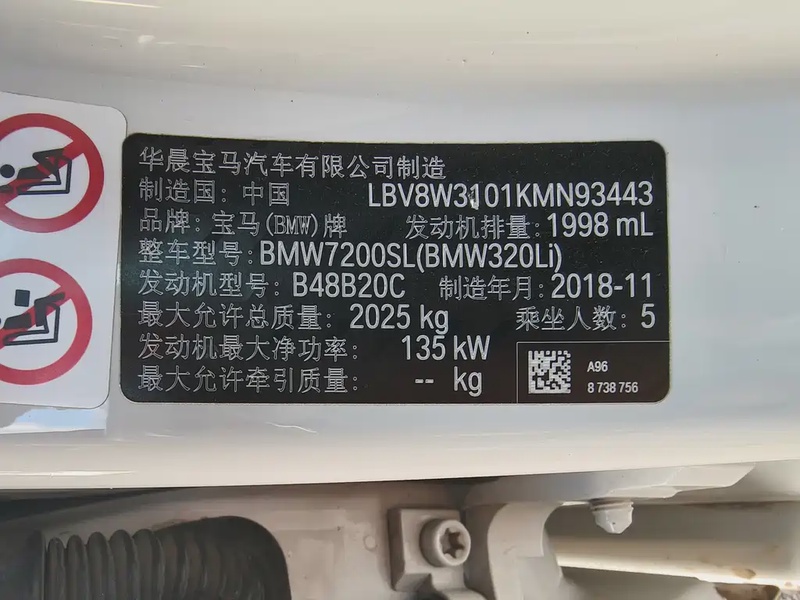 华晨宝马汽车有限公司制造
制造国: 中国 LBV8W3101KMN93443
品牌: 宝马(BMW)牌 发动机排量: 1998 mL
整车型号: BMW7200SL(BMW320Li)
发动机型号: B48B20C 制造年月: 2018-11
最大允许总质量: 2025 kg 乘坐人数: 5
发动机最大净功率: 135 kW
最大允许牵引质量: -- kg
A96
8 738 756